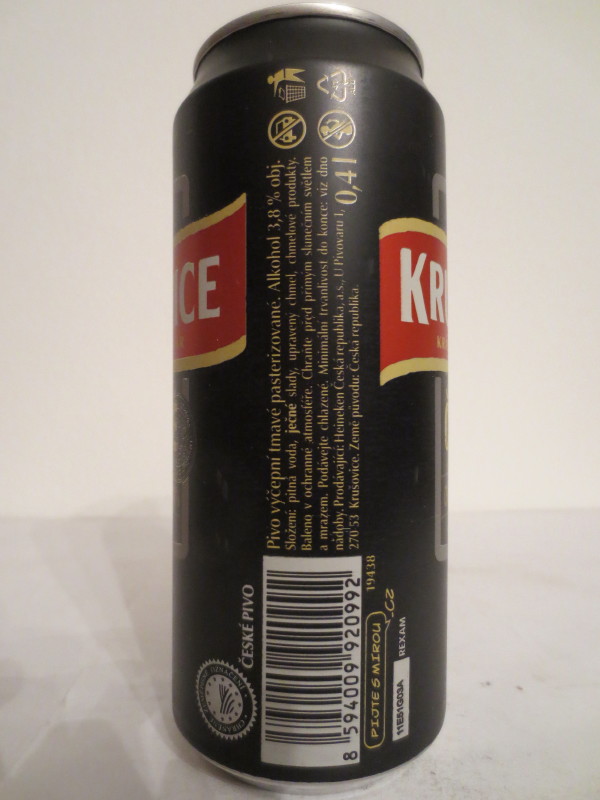 ICE
KR
Pivo výčepní tmavé pasterizované. Alkohol 3,8 % obj.
Složení: pitná voda, ječné slady, upravený chmel, chmelové produkty.
Baleno v ochranné atmosféře. Chraňte před přímým slunečním světlem
a mrazem. Podávejte chlazené. Minimální trvanlivost do konce: viz dno
nádoby. Prodávající: Heineken Česká republika, a.s., U Pivovaru 1,
270 53 Krušovice. Země původu: Česká republika.
0,4 l
ČESKÉ PIVO
8 594009 920992
19438
PIJTE S MÍROU
.CZ
11E51G03A
REXAM